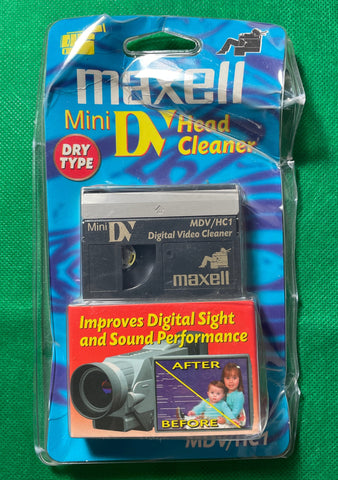 maxell
Mini DV Head
Cleaner
DRY
TYPE
Mini DV
MDV/HC1
Digital Video Cleaner
maxell
Improves Digital Sight
and Sound Performance
AFTER
BEFORE
MDV/HC1